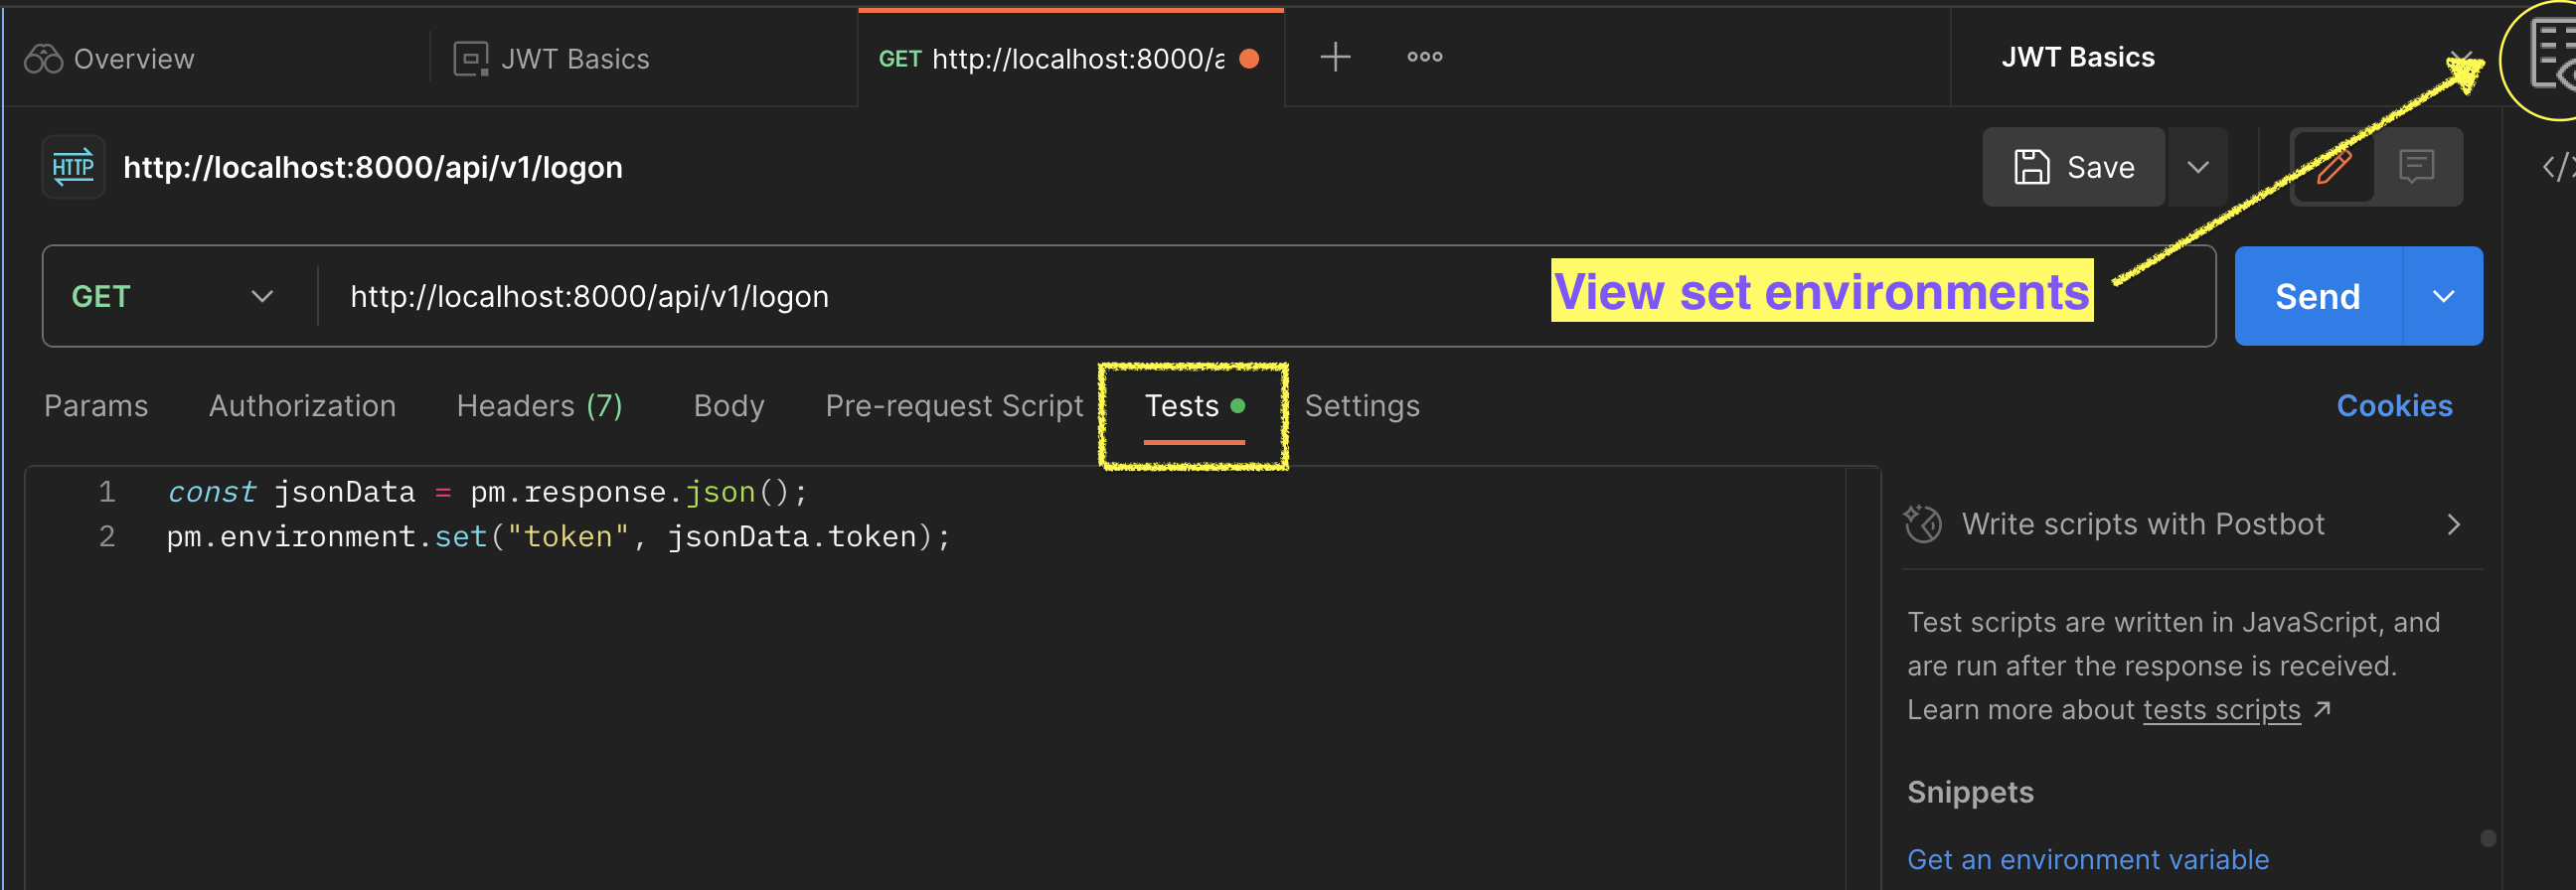 Overview
JWT Basics
GET http://localhost:8000/a
JWT Basics
HTTP
http://localhost:8000/api/v1/logon
Save
GET
http://localhost:8000/api/v1/logon
View set environments
Send
Params
Authorization
Headers (7)
Body
Pre-request Script
Tests
Settings
Cookies
1 const jsonData = pm.response.json();
2 pm.environment.set("token", jsonData.token);
Write scripts with Postbot
Test scripts are written in JavaScript, and
are run after the response is received.
Learn more about tests scripts ↗
Snippets
Get an environment variable